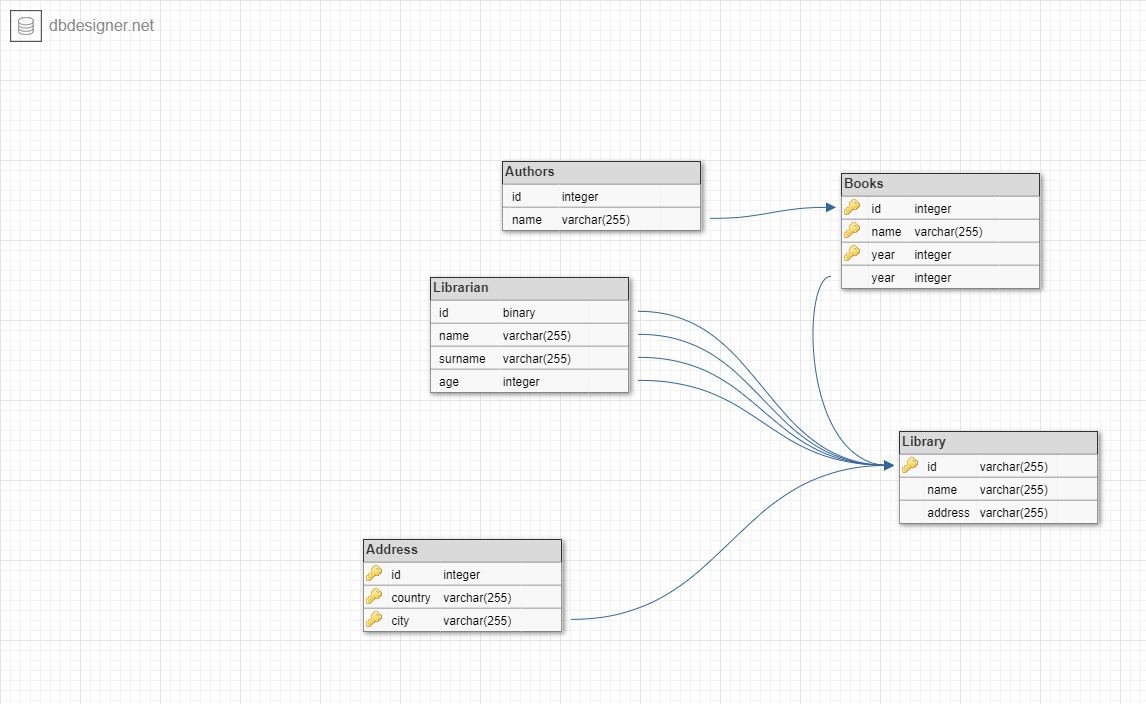 dbdesigner.net
Authors
id integer
name varchar(255)
Books
id integer
name varchar(255)
year integer
year integer
Librarian
id binary
name varchar(255)
surname varchar(255)
age integer
Library
id varchar(255)
name varchar(255)
address varchar(255)
Address
id integer
country varchar(255)
city varchar(255)